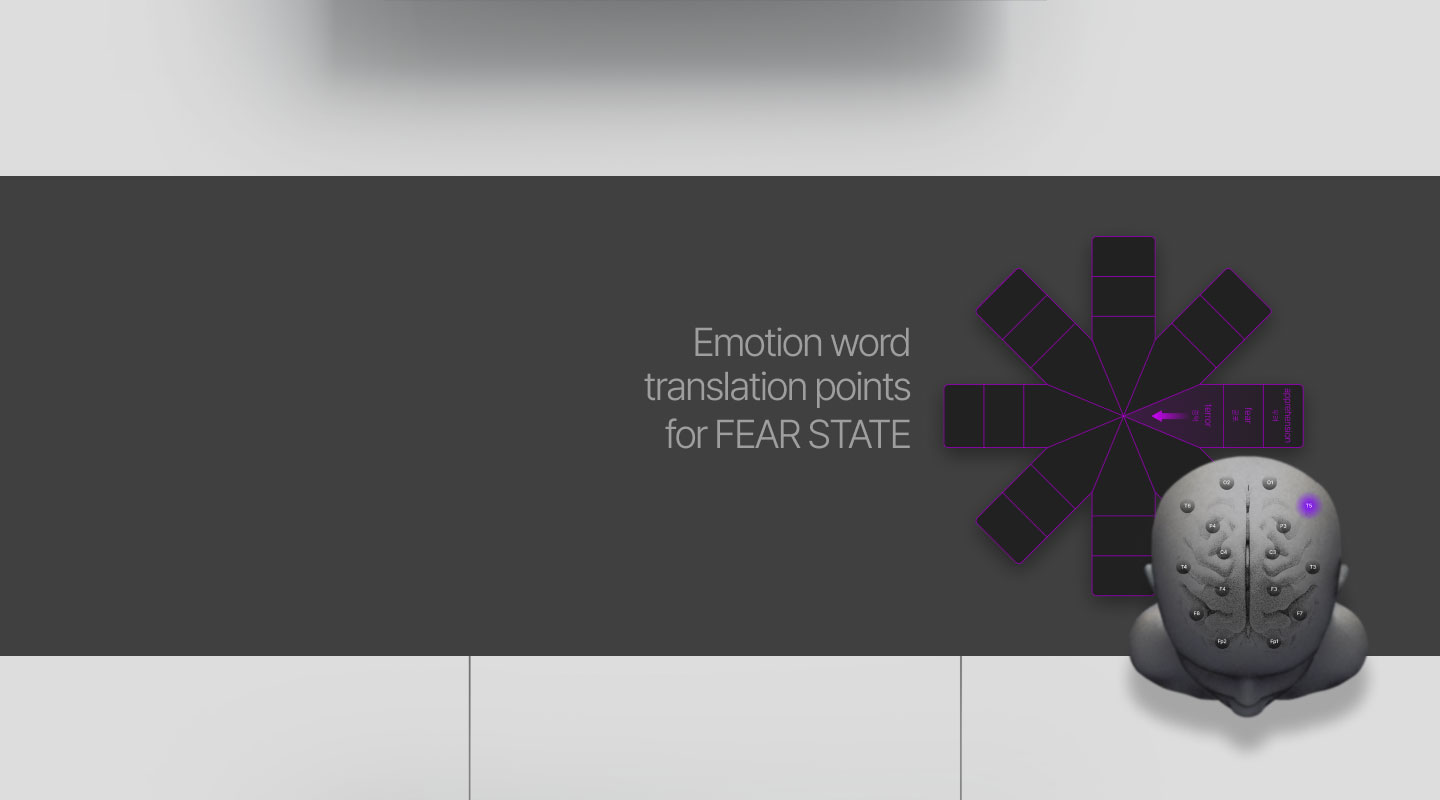 Emotion word
translation points
for FEAR STATE
terror
fear
apprehension
O2
O1
T6
T5
P4
P3
C4
C3
T4
T3
F4
F3
F8
F7
Fp2
Fp1